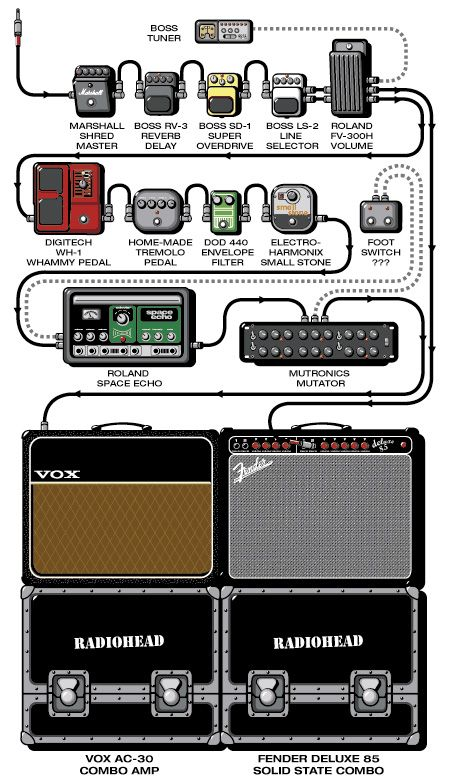 BOSS
TUNER
Marshall
MARSHALL
SHRED
MASTER
BOSS RV-3
REVERB
DELAY
BOSS SD-1
SUPER
OVERDRIVE
BOSS LS-2
LINE
SELECTOR
ROLAND
FV-300H
VOLUME
DIGITECH
WH-1
WHAMMY PEDAL
HOME-MADE
TREMOLO
PEDAL
DOD 440
ENVELOPE
FILTER
small
stone
ELECTRO-
HARMONIX
SMALL STONE
FOOT
SWITCH
???
space
echo
ROLAND
SPACE ECHO
MUTRONICS
MUTATOR
VOX
Fender
deluxe
85
RADIOHEAD
RADIOHEAD
VOX AC-30
COMBO AMP
FENDER DELUXE 85
SOLID STATE COMBO